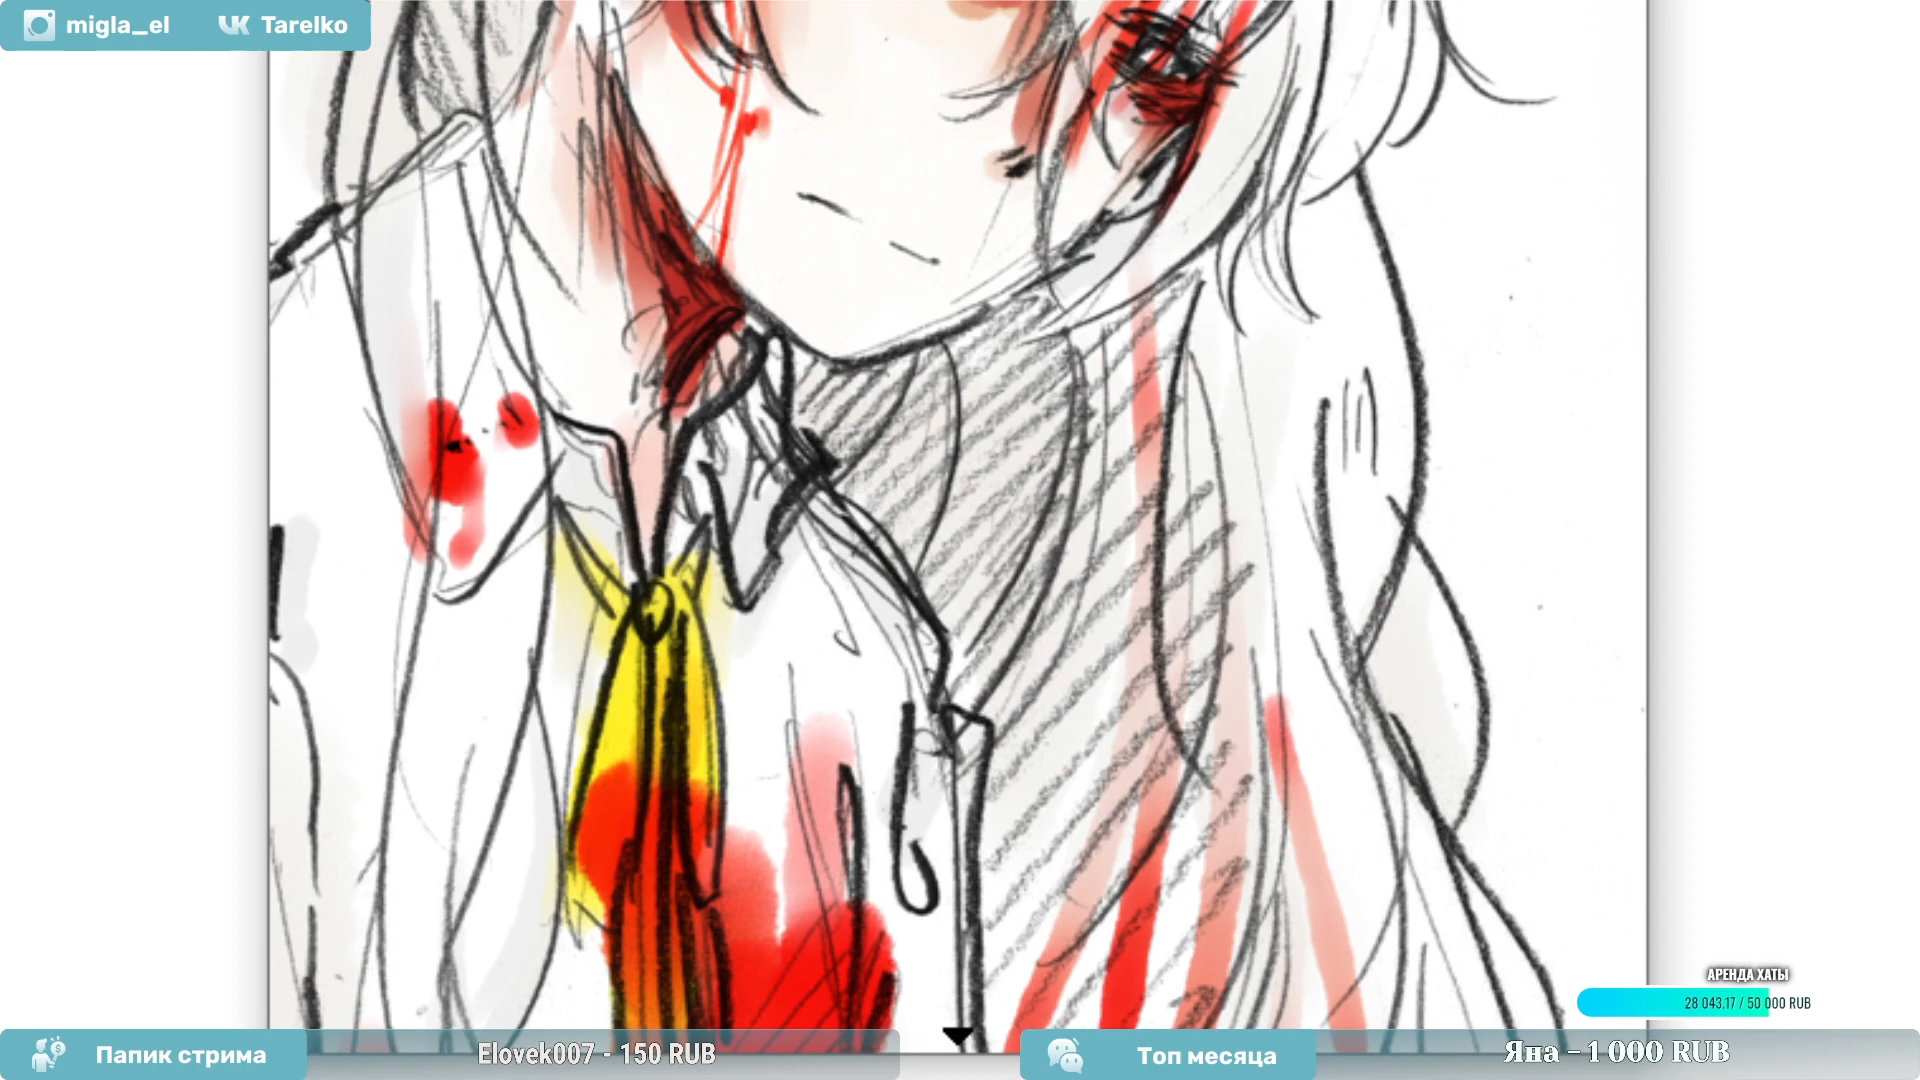 migla_el
VK Tarelko
АРЕНДА ХАТЫ
28 043.17 / 50 000 RUB
Папик стрима
Elovek007 - 150 RUB
Топ месяца
Яна - 1 000 RUB